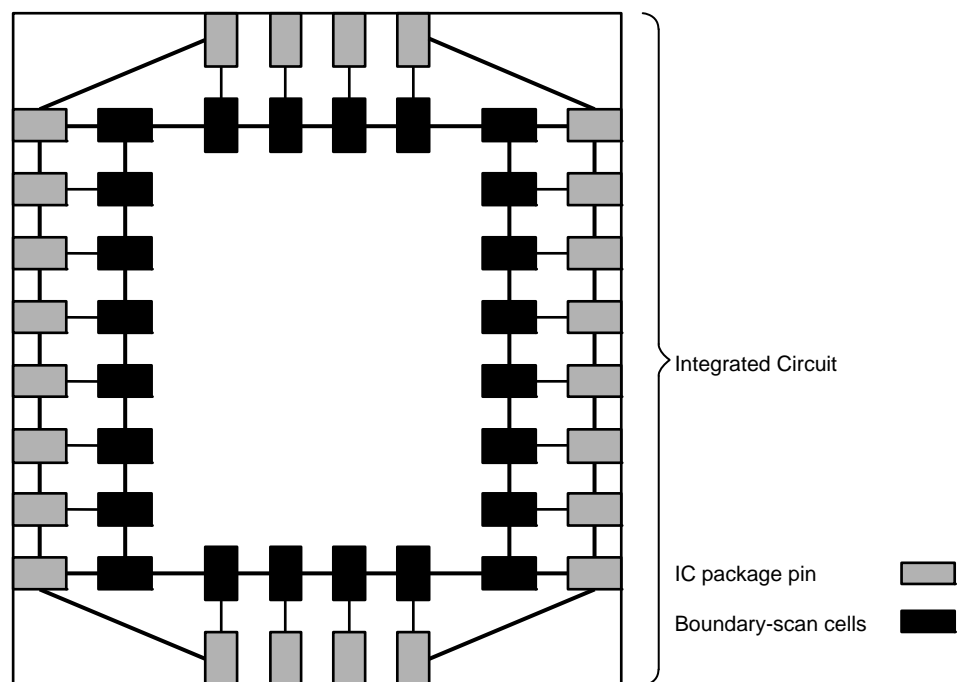 Integrated Circuit
IC package pin
Boundary-scan cells